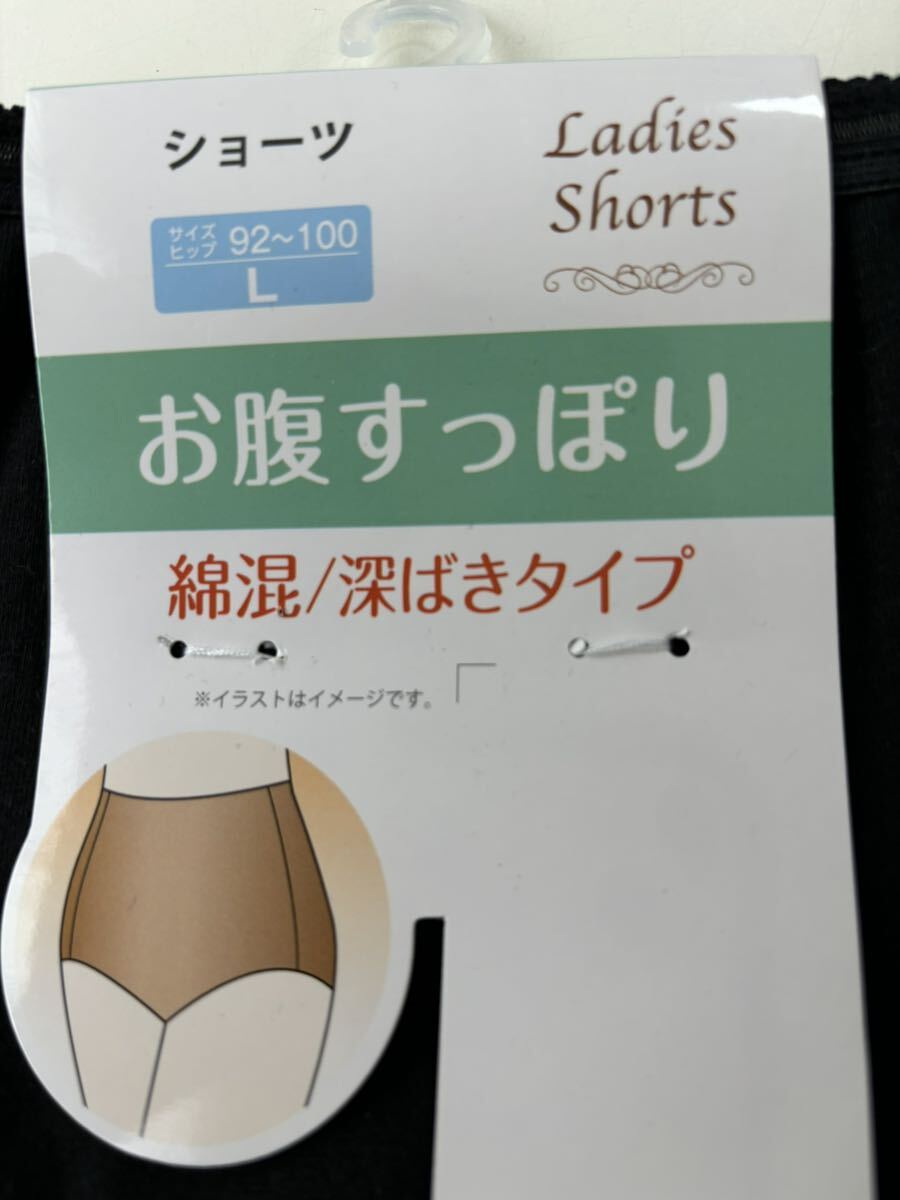 ショーツ
Ladies
Shorts
サイズ
ヒップ 92～100
L
お腹すっぽり
綿混/深ばきタイプ
※イラストはイメージです。